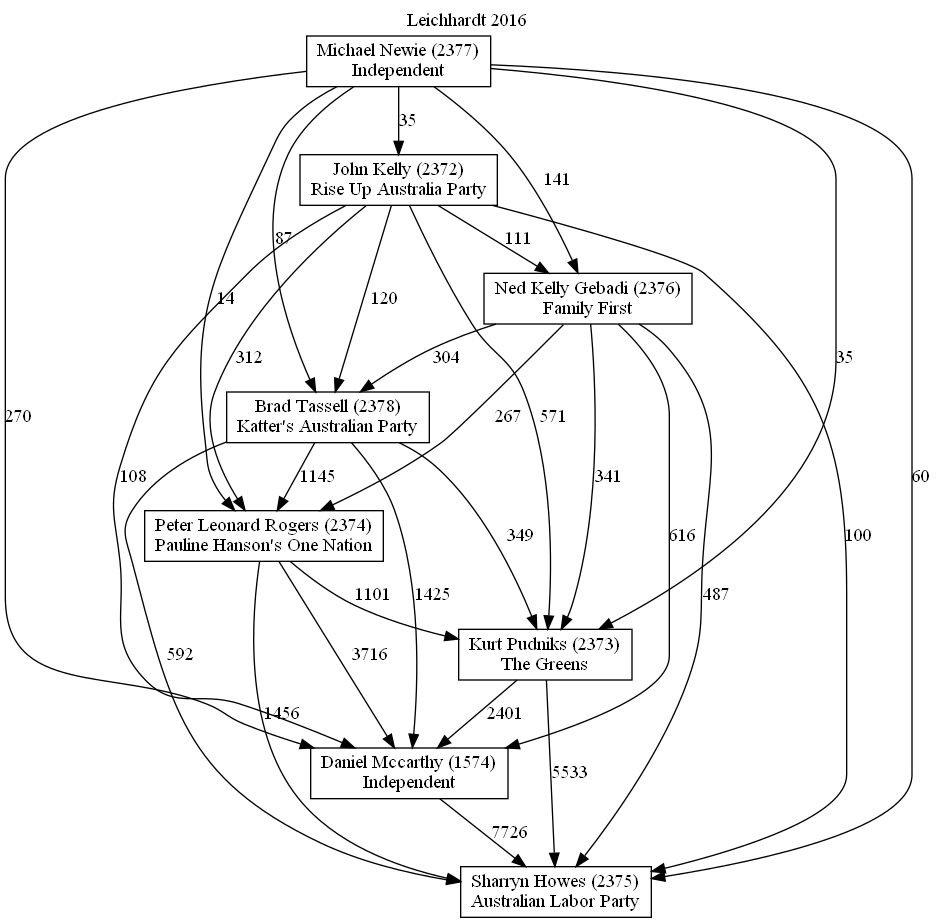 Leichhardt 2016
Michael Newie (2377)
Independent
35
John Kelly (2372)
Rise Up Australia Party
141
87
111
Ned Kelly Gebadi (2376)
Family First
14
120
312
304
35
270
Brad Tassell (2378)
Katter's Australian Party
267
571
108
1145
341
60
Peter Leonard Rogers (2374)
Pauline Hanson's One Nation
349
616
100
1101
1425
487
Kurt Pudniks (2373)
The Greens
592
3716
1456
2401
Daniel Mccarthy (1574)
Independent
5533
7726
Sharryn Howes (2375)
Australian Labor Party